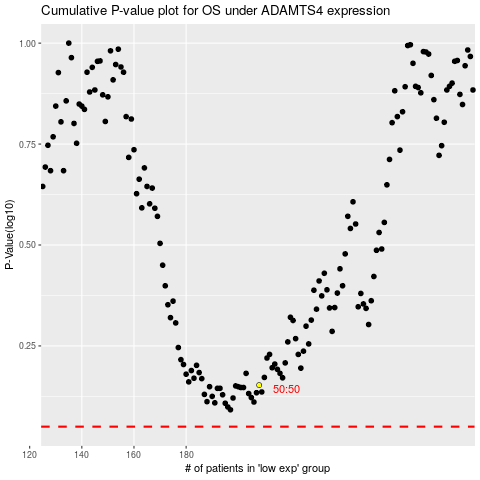 Cumulative P-value plot for OS under ADAMTS4 expression
P-Value(log10)
1.00
0.75
0.50
0.25
50:50
120 140 160 180
# of patients in 'low exp' group